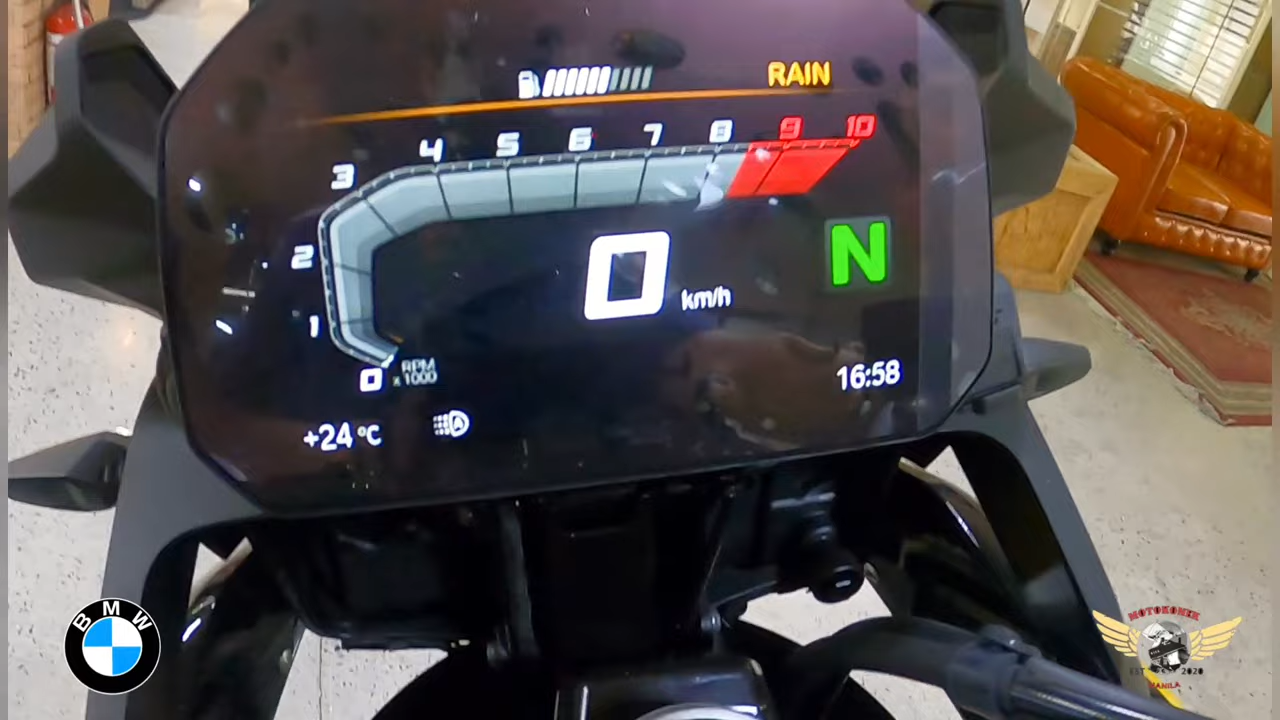 RAIN
3 4 5 6 7 8 9 10
2
N
0 km/h
1
0 RPM
x1000
16:58
+24°C
A
BMW
MOTOKONEK
EST 2020
MANILA